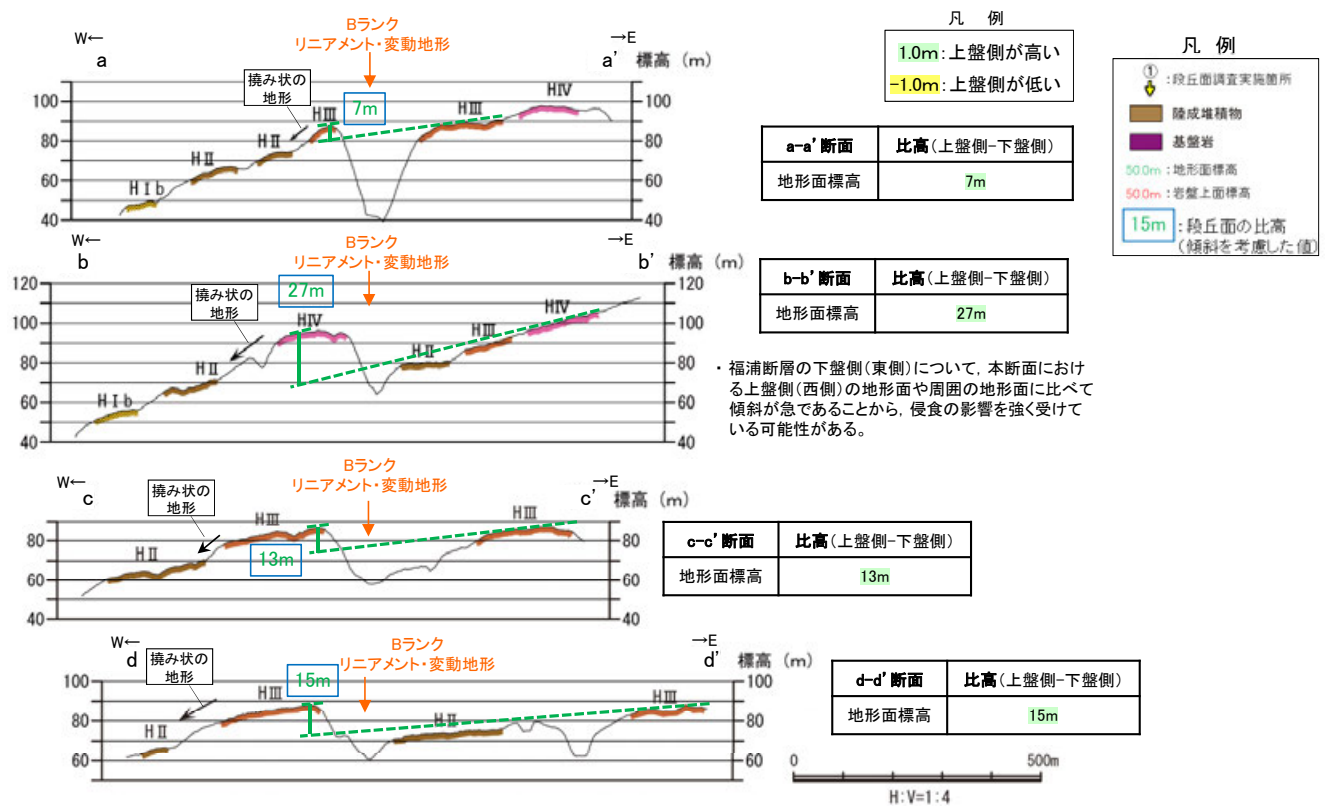 Bランク
リニアメント・変動地形
W←
→E
a
a' 標高（m）
撓み状の
地形
7m
HⅠb
HⅡ
HⅡ
HⅢ
HⅢ
HⅣ
100
80
60
40
100
80
60
40
a-a' 断面
比高（上盤側-下盤側）
地形面標高
7m
Bランク
リニアメント・変動地形
W←
→E
b
b' 標高（m）
撓み状の
地形
27m
HⅠb
HⅡ
HⅣ
HⅡ
HⅢ
HⅣ
120
100
80
60
40
120
100
80
60
40
b-b' 断面
比高（上盤側-下盤側）
地形面標高
27m
・福浦断層の下盤側（東側）について，本断面におけ
る上盤側（西側）の地形面や周囲の地形面に比べて
傾斜が急であることから，侵食の影響を強く受けて
いる可能性がある。
Bランク
リニアメント・変動地形
W←
→E
c
c' 標高（m）
撓み状の
地形
13m
HⅡ
HⅢ
HⅢ
80
60
40
80
60
40
c-c' 断面
比高（上盤側-下盤側）
地形面標高
13m
Bランク
リニアメント・変動地形
W←
→E
d
d' 標高（m）
撓み状の
地形
15m
HⅡ
HⅢ
HⅡ
HⅢ
100
80
60
100
80
60
d-d' 断面
比高（上盤側-下盤側）
地形面標高
15m
0
500m
H:V=1:4
凡 例
1.0m：上盤側が高い
-1.0m：上盤側が低い
凡 例
①
：段丘面調査実施箇所
陸成堆積物
基盤岩
50.0m：地形面標高
50.0m：岩盤上面標高
15m：段丘面の比高
（傾斜を考慮した値）